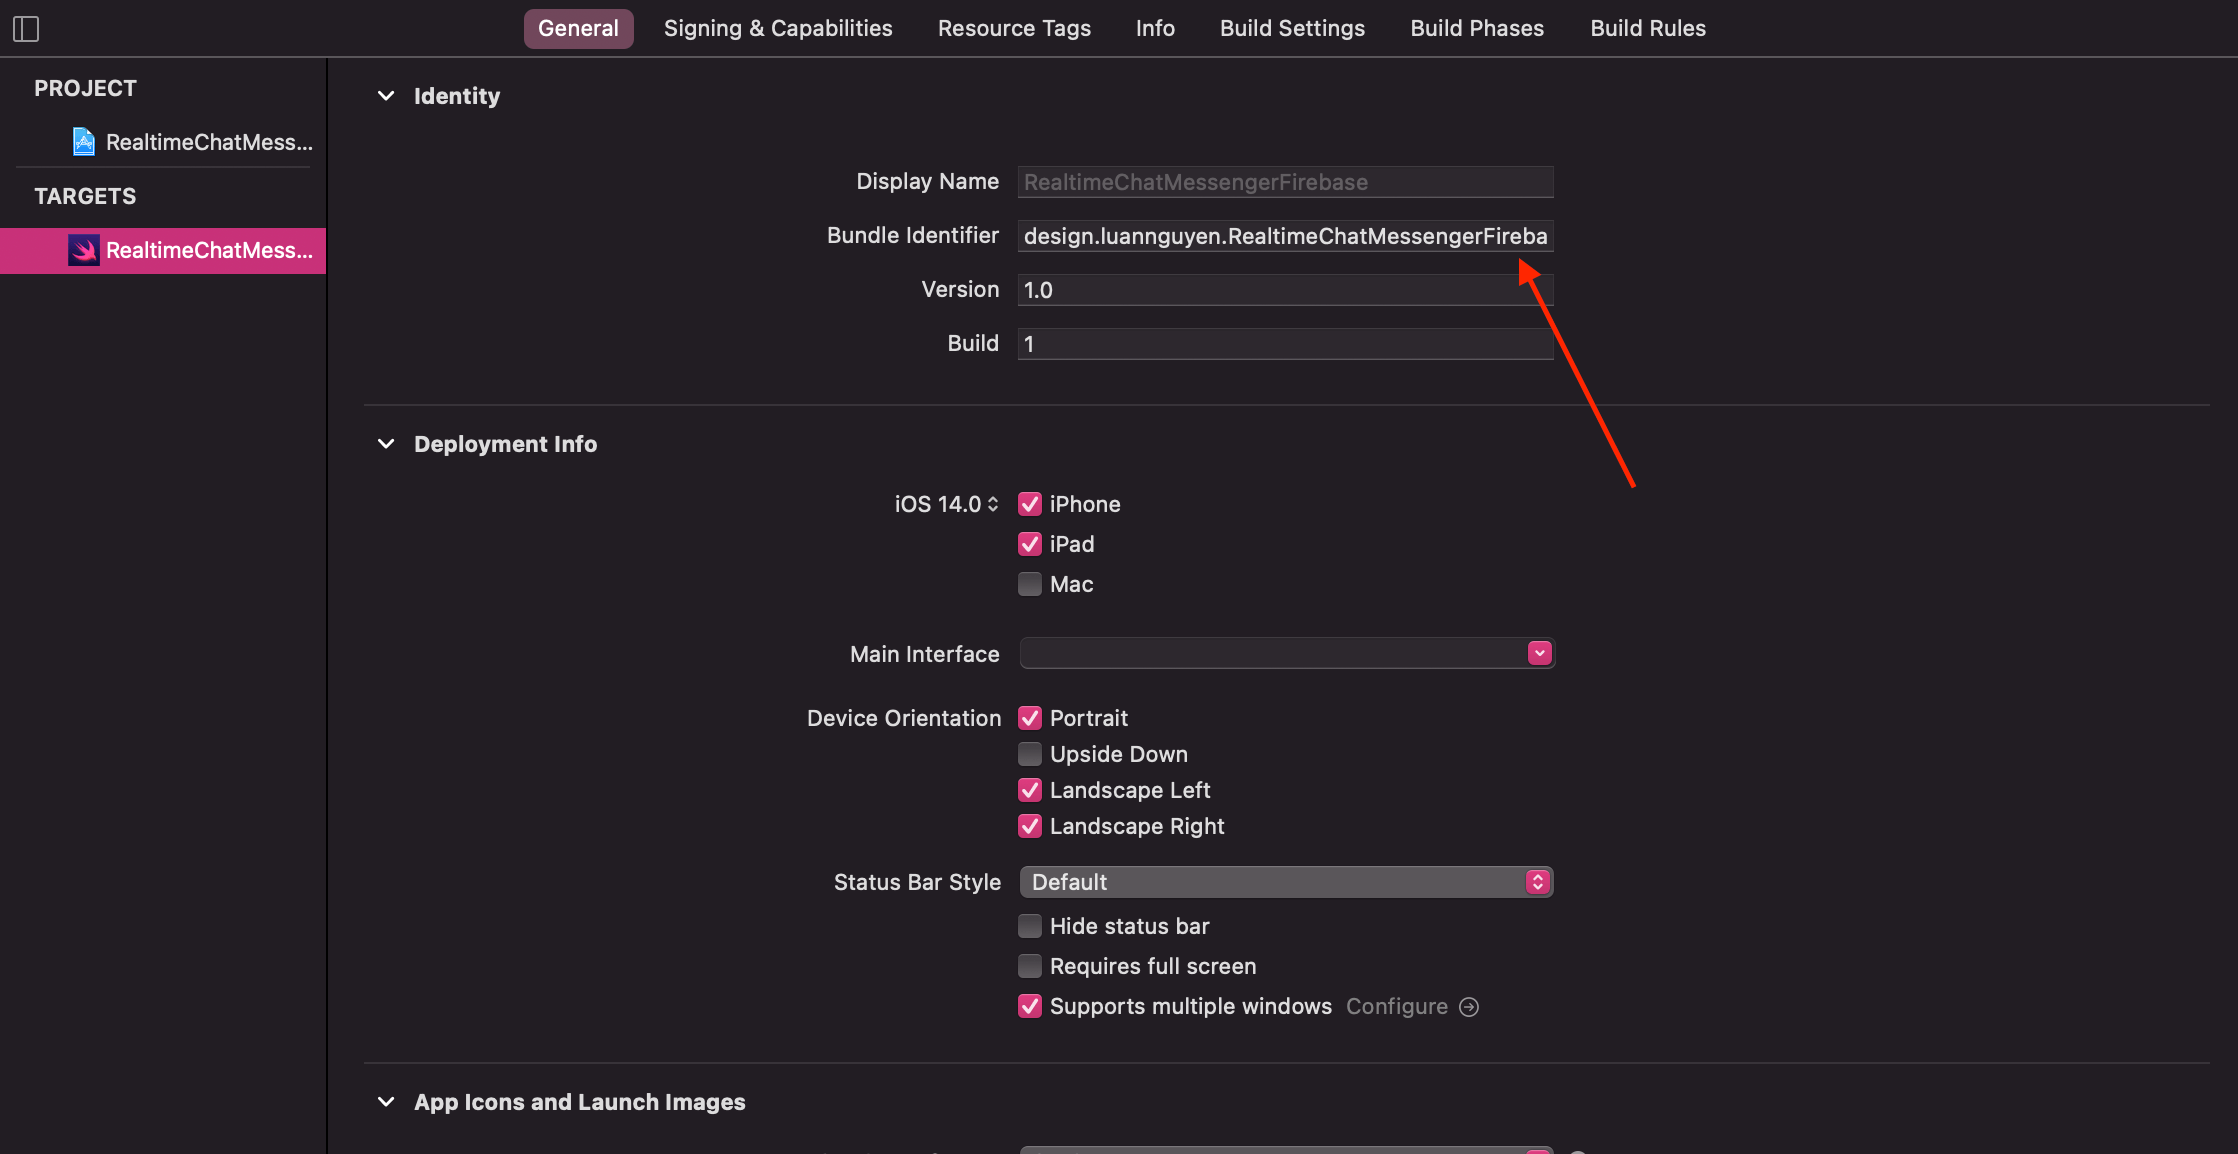 General Signing & Capabilities Resource Tags Info Build Settings Build Phases Build Rules
PROJECT
RealtimeChatMess...
TARGETS
RealtimeChatMess...
Identity
Display Name RealtimeChatMessengerFirebase
Bundle Identifier design.luannguyen.RealtimeChatMessengerFireba
Version 1.0
Build 1
Deployment Info
iOS 14.0 iPhone
iPad
Mac
Main Interface
Device Orientation Portrait
Upside Down
Landscape Left
Landscape Right
Status Bar Style Default
Hide status bar
Requires full screen
Supports multiple windows Configure
App Icons and Launch Images